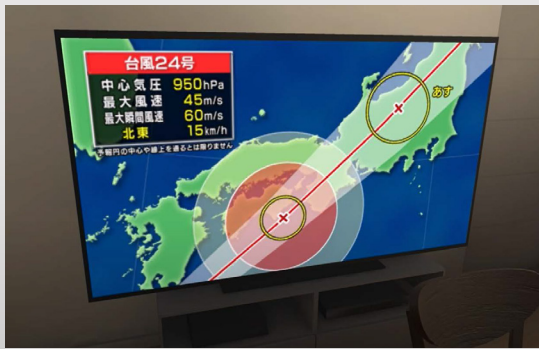 台風24号
中心気圧 950hPa
最大風速 45m/s
最大瞬間風速 60m/s
北東 15km/h
予報円の中心や線上を通るとは限りません
あす